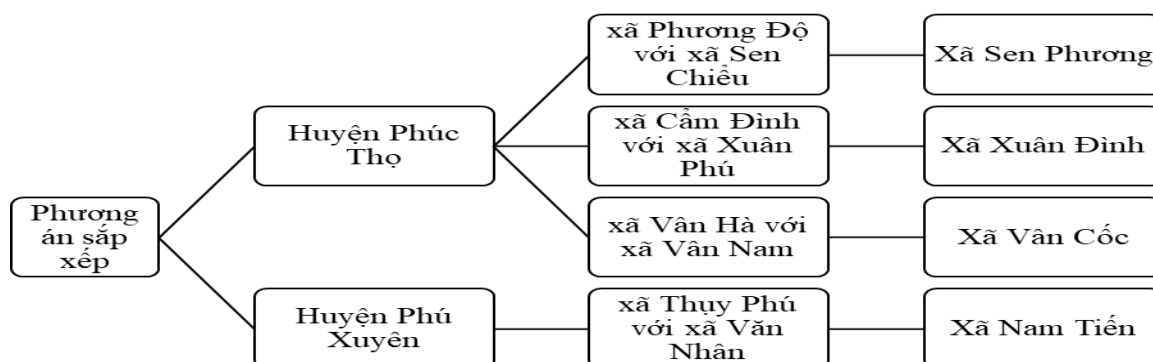 Phương
án sắp
xếp
Huyện Phúc
Thọ
xã Phương Độ
với xã Sen
Chiểu
Xã Sen Phương
xã Cẩm Đình
với xã Xuân
Phú
Xã Xuân Đình
xã Vân Hà với
xã Vân Nam
Xã Vân Cốc
Huyện Phú
Xuyên
xã Thụy Phú
với xã Văn
Nhân
Xã Nam Tiến